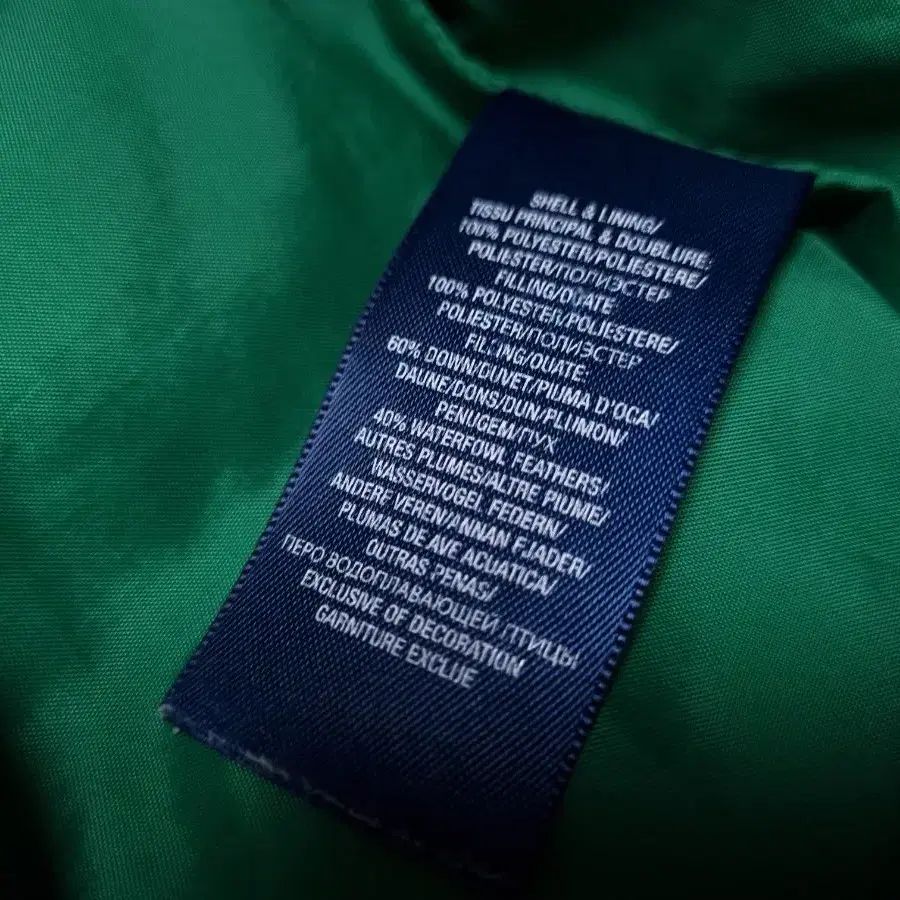 SHELL & LINING/
TISSU PRINCIPAL & DOUBLURE
100% POLYESTER/POLIESTERE/
POLIESTER/ПОЛИЭСТЕР
FILLING/OUATE
100% POLYESTER/POLIESTERE/
POLIESTER/ПОЛИЭСТЕР
FILLING/OUATE
60% DOWN/DUVET/PIUMA D'OCA/
DAUNE/DONS/DUN/PLUMON/
PENUGEM/ПУХ
40% WATERFOWL FEATHERS/
AUTRES PLUMES/ALTRE PIUME/
WASSERVOGEL FEDERN/
ANDERE VEREN/ANNAN FJADER/
PLUMAS DE AVE ACUATICA/
OUTRAS PENAS/
ПЕРО ВОДОПЛАВАЮЩЕЙ ПТИЦЫ
EXCLUSIVE OF DECORATION
GARNITURE EXCLUE